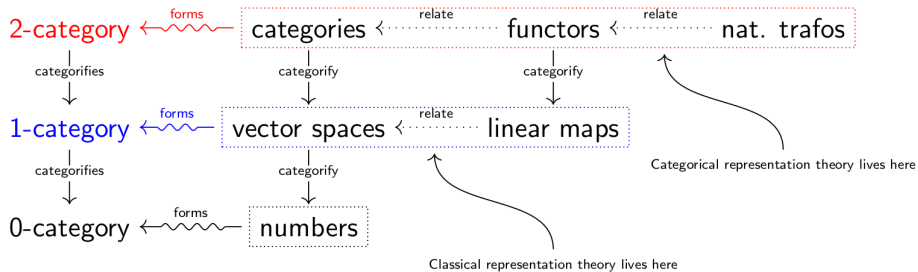 forms relate relate
2-category categories functors nat. trafos
categorifies categorify categorify
forms relate
1-category vector spaces linear maps
Categorical representation theory lives here
categorifies categorify
forms
0-category numbers
Classical representation theory lives here